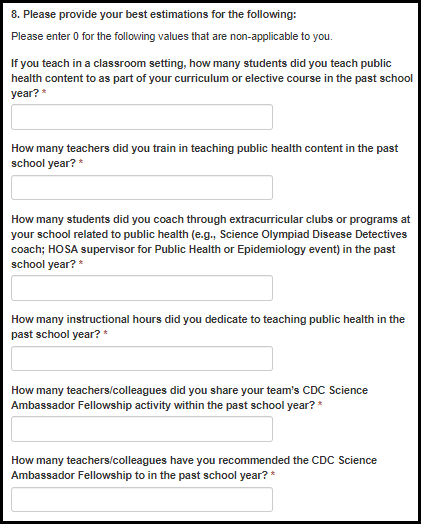 8. Please provide your best estimations for the following:
Please enter 0 for the following values that are non-applicable to you.
If you teach in a classroom setting, how many students did you teach public
health content to as part of your curriculum or elective course in the past school
year? *
How many teachers did you train in teaching public health content in the past
school year? *
How many students did you coach through extracurricular clubs or programs at
your school related to public health (e.g., Science Olympiad Disease Detectives
coach; HOSA supervisor for Public Health or Epidemiology event) in the past
school year? *
How many instructional hours did you dedicate to teaching public health in the
past school year? *
How many teachers/colleagues did you share your team's CDC Science
Ambassador Fellowship activity within the past school year? *
How many teachers/colleagues have you recommended the CDC Science
Ambassador Fellowship to in the past school year? *